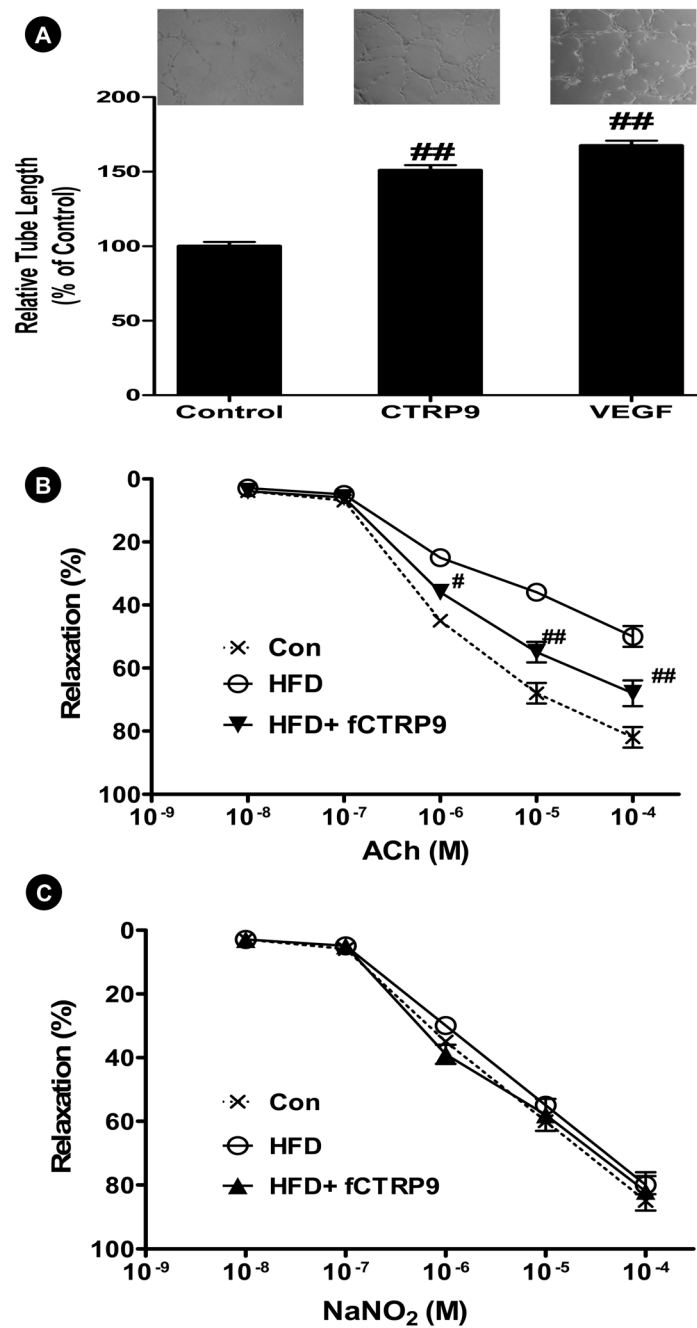 A
Relative Tube Length
(% of Control)
200
150
100
50
0
##
##
Control CTRP9 VEGF
B
Relaxation (%)
0
20
40
60
80
100
#
##
##
Con
HFD
HFD+ fCTRP9
10⁻⁹ 10⁻⁸ 10⁻⁷ 10⁻⁶ 10⁻⁵ 10⁻⁴
ACh (M)
C
Relaxation (%)
0
20
40
60
80
100
Con
HFD
HFD+ fCTRP9
10⁻⁹ 10⁻⁸ 10⁻⁷ 10⁻⁶ 10⁻⁵ 10⁻⁴
NaNO₂ (M)